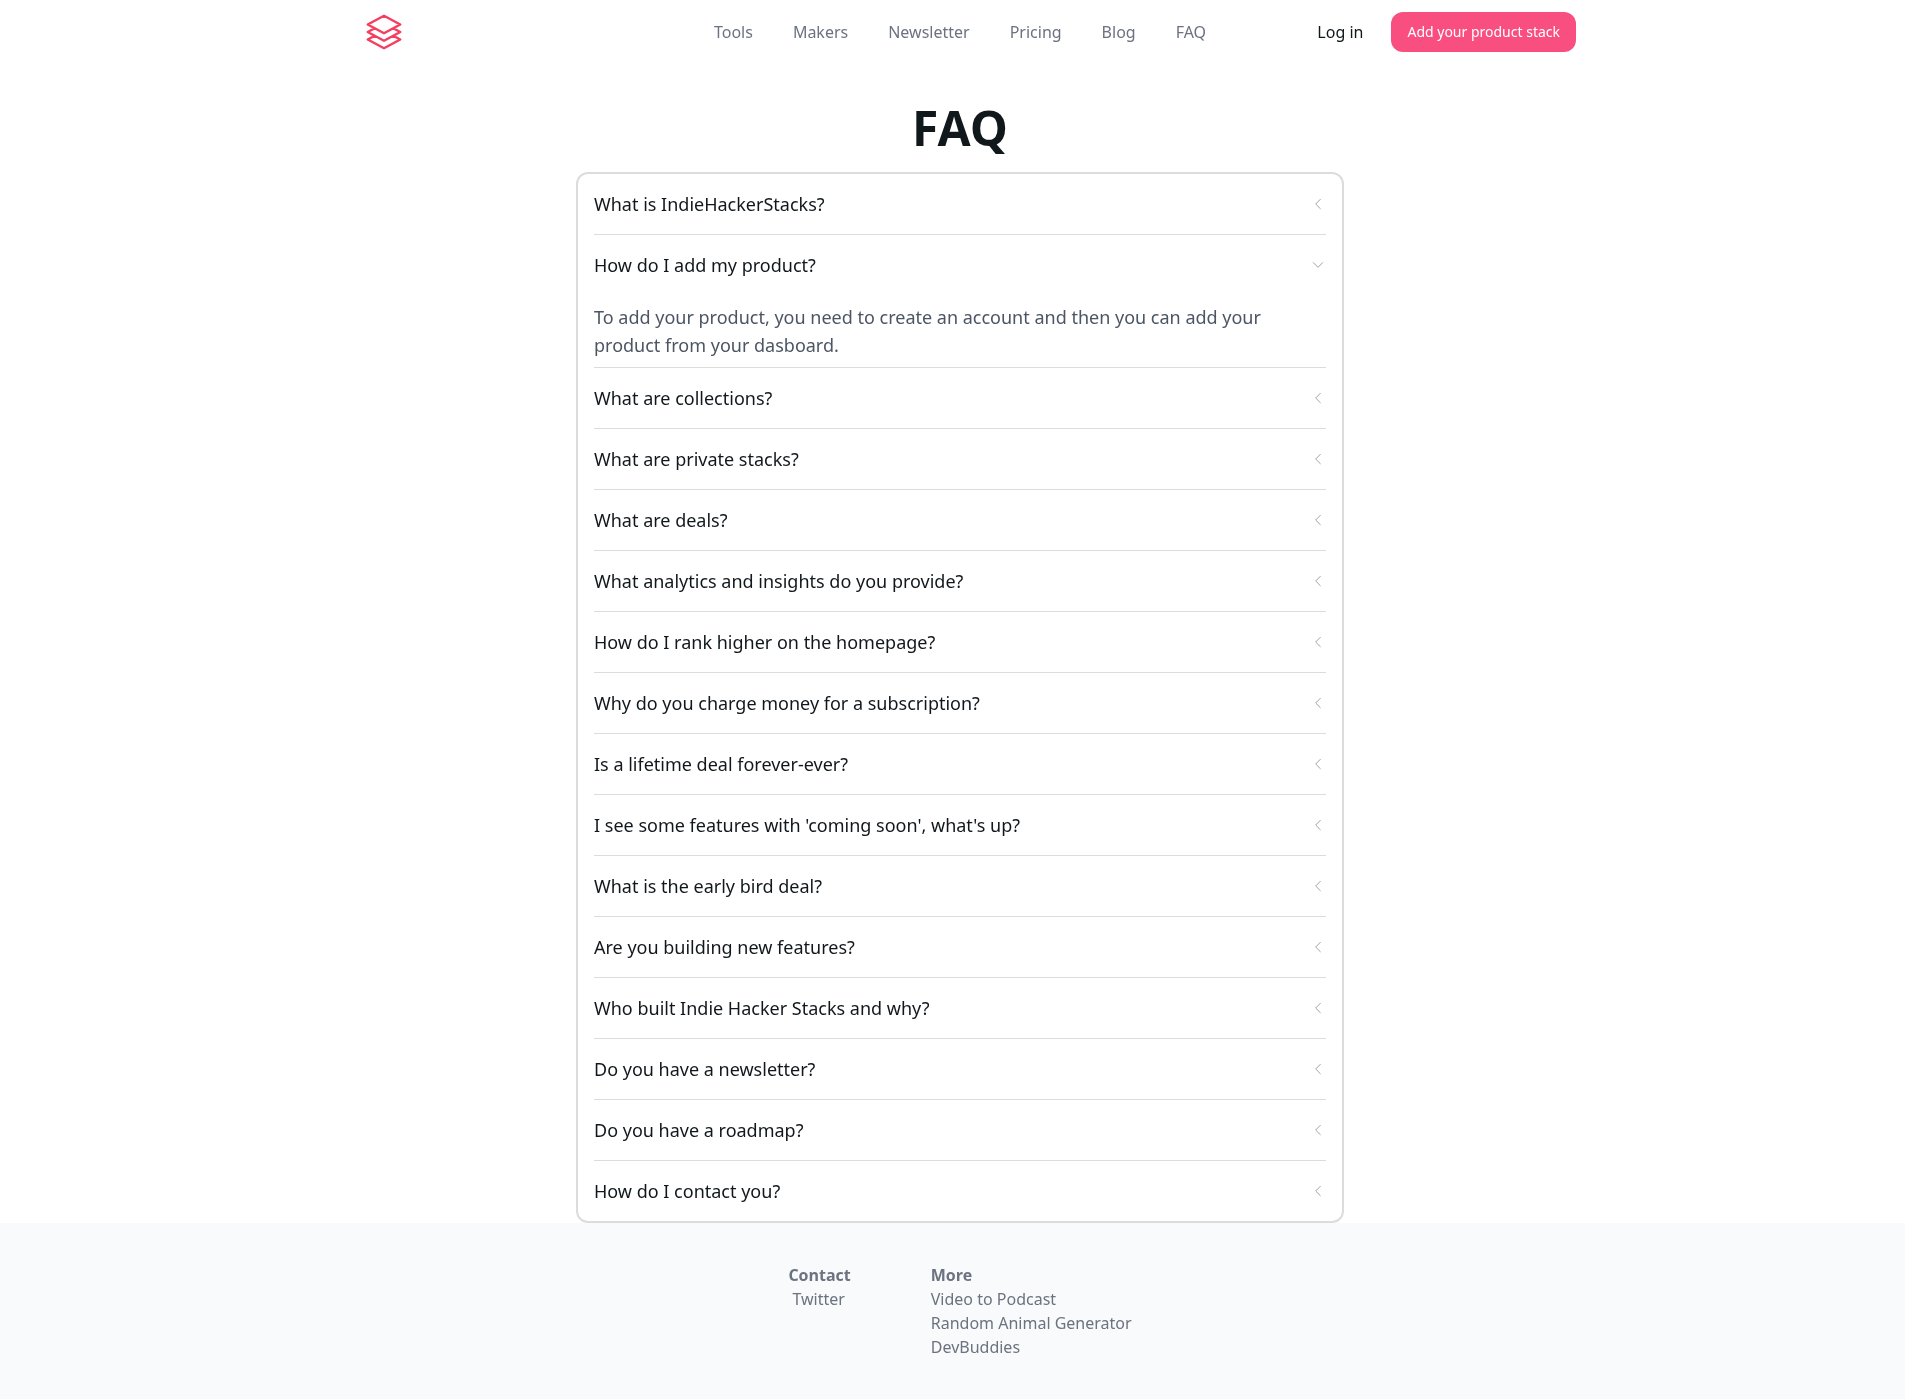 Tools Makers Newsletter Pricing Blog FAQ Log in Add your product stack
FAQ
What is IndieHackerStacks?
How do I add my product?
To add your product, you need to create an account and then you can add your
product from your dasboard.
What are collections?
What are private stacks?
What are deals?
What analytics and insights do you provide?
How do I rank higher on the homepage?
Why do you charge money for a subscription?
Is a lifetime deal forever-ever?
I see some features with 'coming soon', what's up?
What is the early bird deal?
Are you building new features?
Who built Indie Hacker Stacks and why?
Do you have a newsletter?
Do you have a roadmap?
How do I contact you?
Contact
Twitter
More
Video to Podcast
Random Animal Generator
DevBuddies